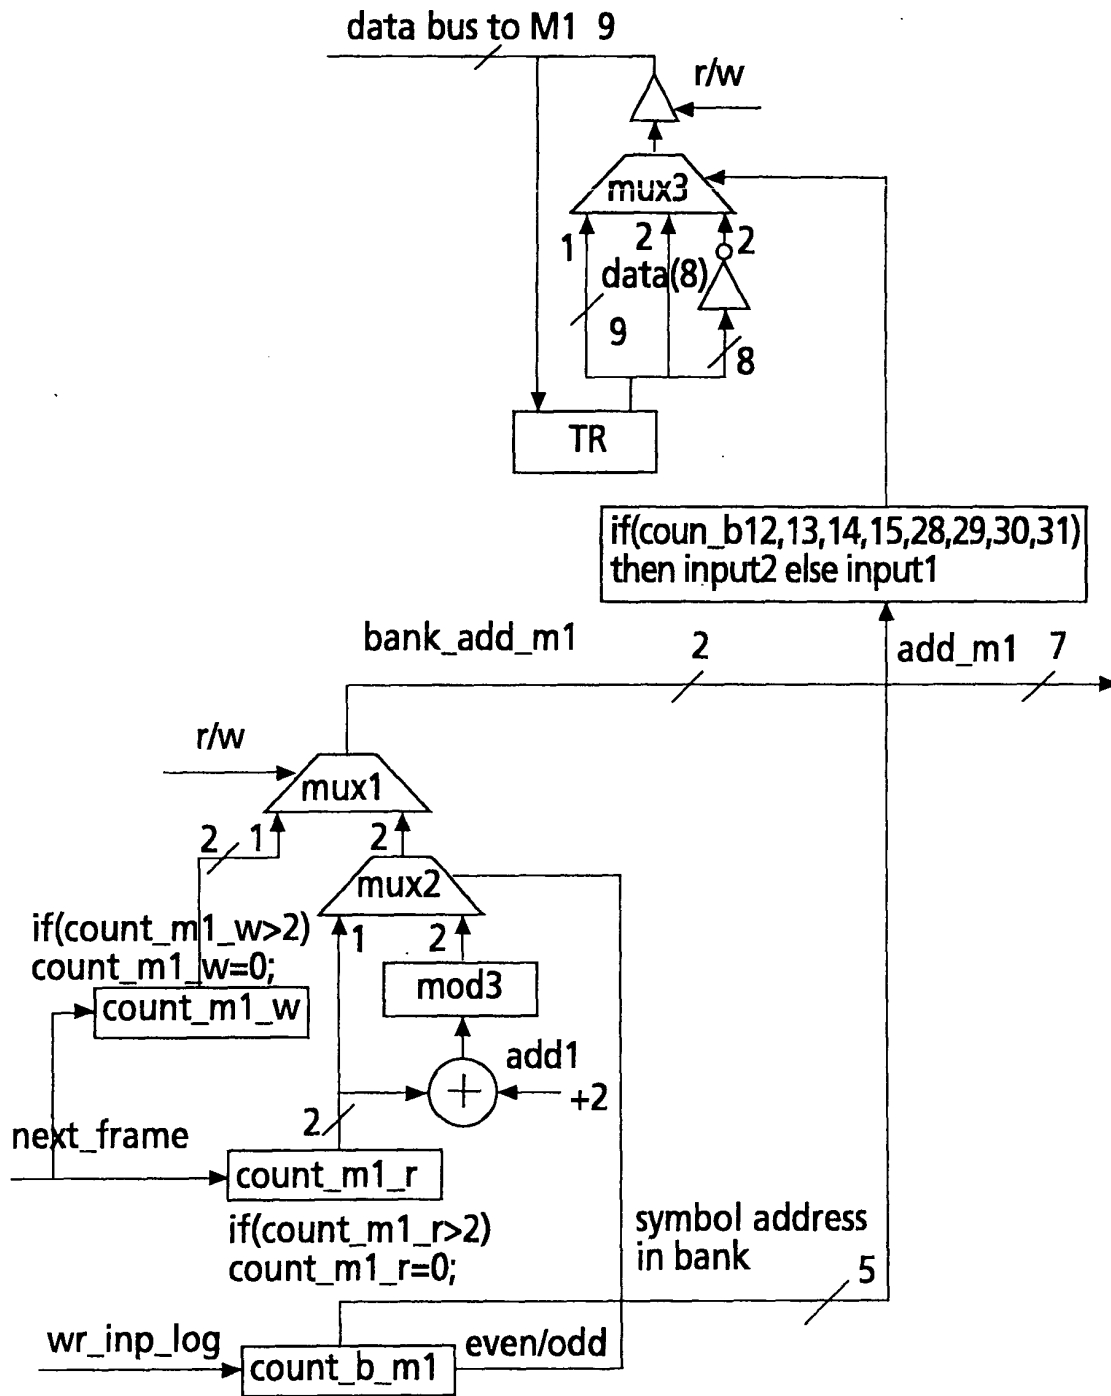 data bus to M1 9
r/w
mux3
1
2
2
data(8)
9
8
TR
if(coun_b12,13,14,15,28,29,30,31)
then input2 else input1
bank_add_m1
2
add_m1
7
r/w
mux1
2
1
2
mux2
if(count_m1_w>2)
count_m1_w=0;
1
2
mod3
count_m1_w
add1
+2
+
2
next_frame
count_m1_r
if(count_m1_r>2)
count_m1_r=0;
symbol address
in bank
5
wr_inp_log
count_b_m1
even/odd